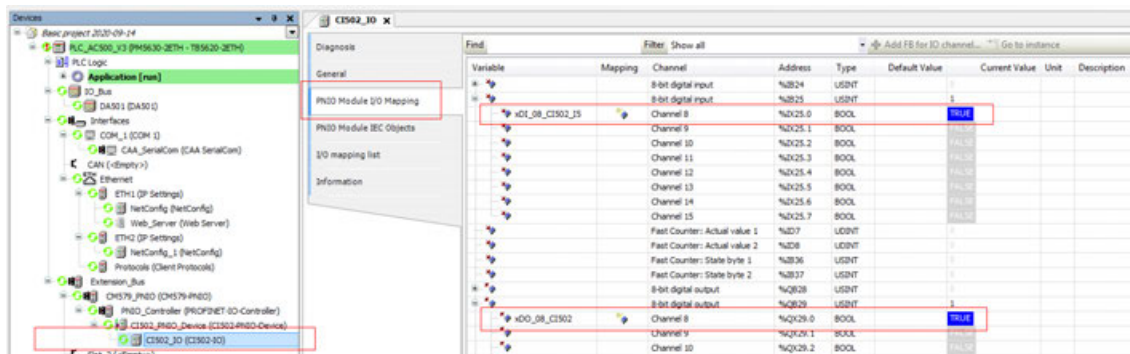 Devices
Basic project 2020-09-14
PLC_AC500_V3 (PM5630-2ETH - TB5620-2ETH)
PLC Logic
Application [run]
IO_Bus
DA501 (DA501)
Interfaces
COM_1 (COM 1)
CAA_SerialCom (CAA SerialCom)
CAN (<Empty>)
Ethernet
ETH1 (IP Settings)
NetConfig (NetConfig)
Web_Server (Web Server)
ETH2 (IP Settings)
NetConfig_1 (NetConfig)
Protocols (Client Protocols)
Extension_Bus
CM579_PNIO (CM579-PNIO)
PNIO_Controller (PROFINET-IO-Controller)
CI502_PNIO_Device (CI502-PNIO-Device)
CI502_IO (CI502-IO)
CI502_IO
Diagnosis
General
PNIO Module I/O Mapping
PNIO Module IEC Objects
I/O mapping list
Information
Find Filter Show all Add FB for IO channel... Go to instance
Variable Mapping Channel Address Type Default Value Current Value Unit Description
8-bit digital input %IB24 USINT
8-bit digital input %IB25 USINT 1
xDI_08_CI502_I5 Channel 8 %IX25.0 BOOL TRUE
Channel 9 %IX25.1 BOOL FALSE
Channel 10 %IX25.2 BOOL FALSE
Channel 11 %IX25.3 BOOL FALSE
Channel 12 %IX25.4 BOOL FALSE
Channel 13 %IX25.5 BOOL FALSE
Channel 14 %IX25.6 BOOL FALSE
Channel 15 %IX25.7 BOOL FALSE
Fast Counter: Actual value 1 %ID7 UDINT
Fast Counter: Actual value 2 %ID8 UDINT
Fast Counter: State byte 1 %IB36 USINT
Fast Counter: State byte 2 %IB37 USINT
8-bit digital output %QB28 USINT
8-bit digital output %QB29 USINT 1
xDO_08_CI502 Channel 8 %QX29.0 BOOL TRUE
Channel 9 %QX29.1 BOOL FALSE
Channel 10 %QX29.2 BOOL FALSE